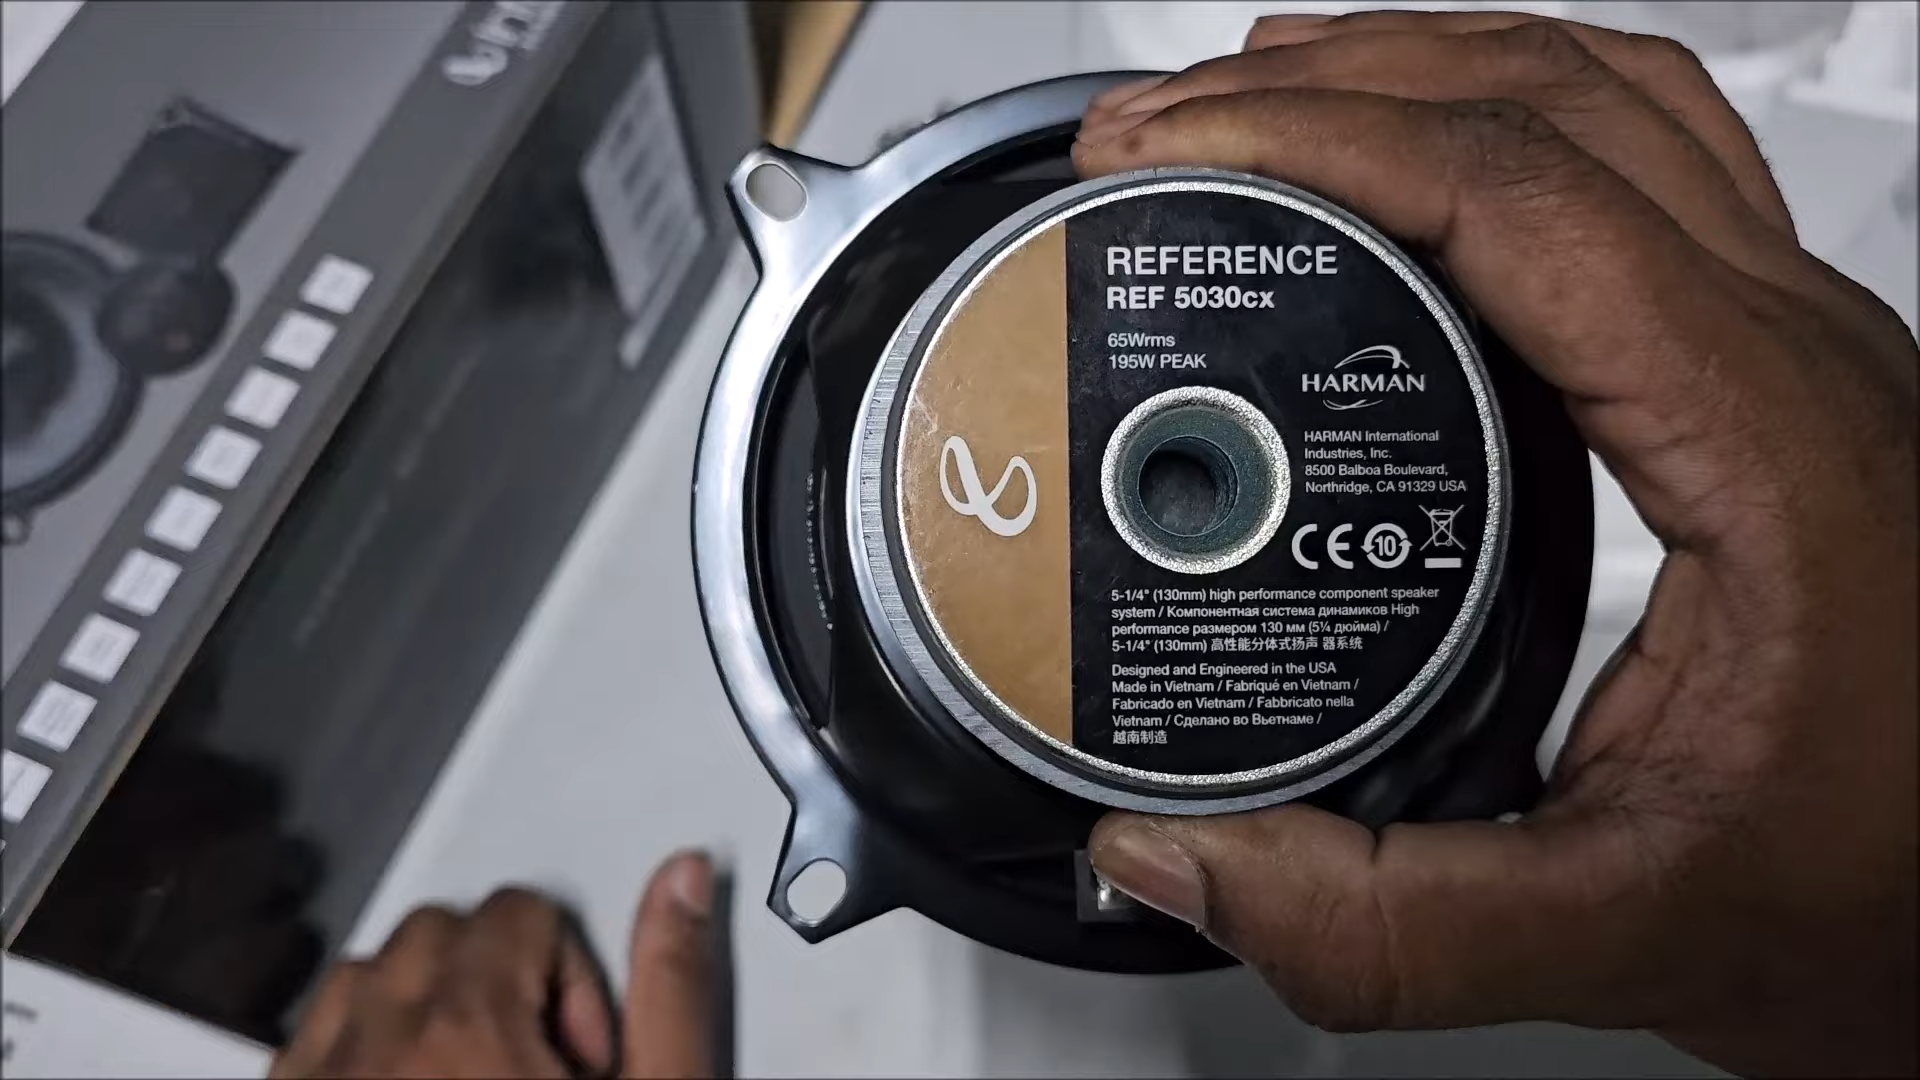 REFERENCE
REF 5030cx
65Wrms
195W PEAK
HARMAN
HARMAN International
Industries, Inc.
8500 Balboa Boulevard,
Northridge, CA 91329 USA
CE 10
5-1/4" (130mm) high performance component speaker
system / Компонентная система динамиков High
performance размером 130 мм (5¼ дюйма) /
5-1/4" (130mm) 高性能分体式扬声 器系统
Designed and Engineered in the USA
Made in Vietnam / Fabriqué en Vietnam /
Fabricado en Vietnam / Fabbricato nella
Vietnam / Сделано во Вьетнаме /
越南制造